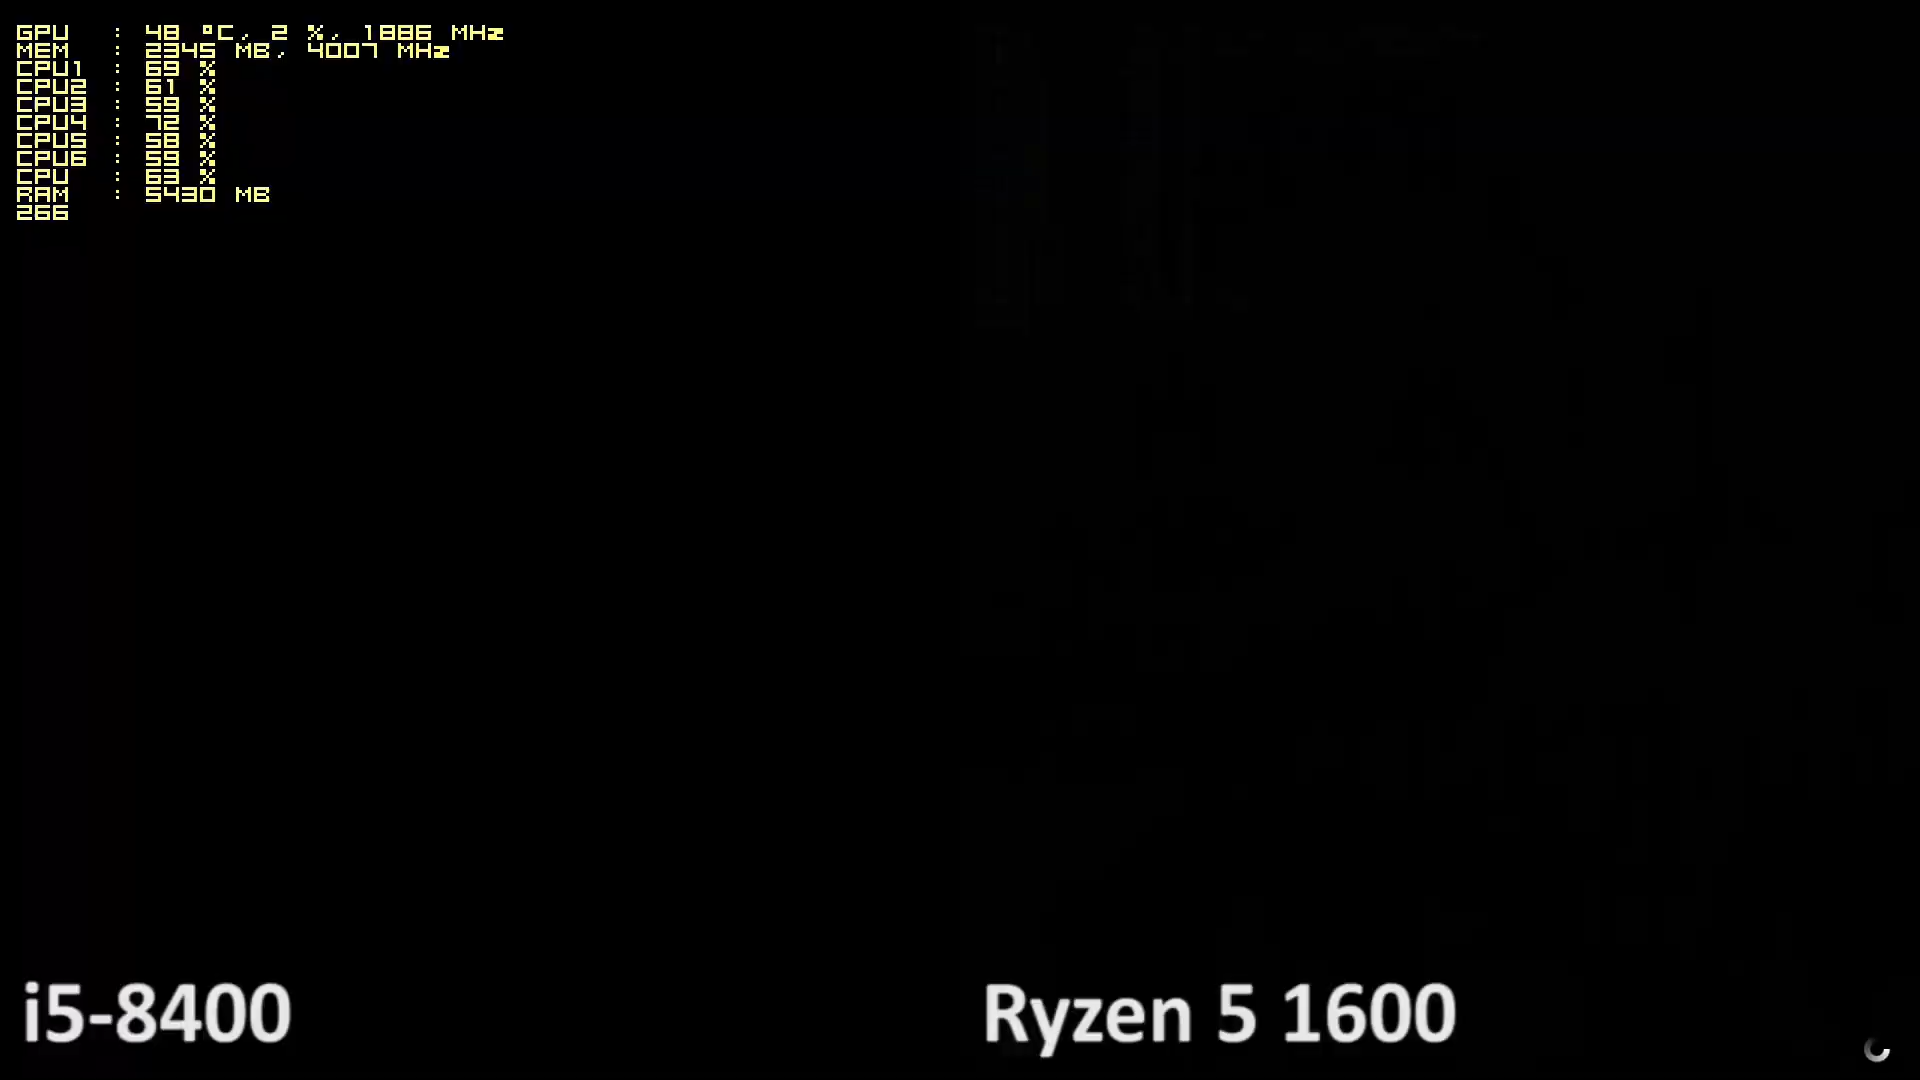 GPU : 48 °C, 2 %, 1886 MHz
MEM : 2345 MB, 4007 MHz
CPU1 : 69 %
CPU2 : 61 %
CPU3 : 59 %
CPU4 : 72 %
CPU5 : 58 %
CPU6 : 59 %
CPU : 63 %
RAM : 5430 MB
266
i5-8400
Ryzen 5 1600